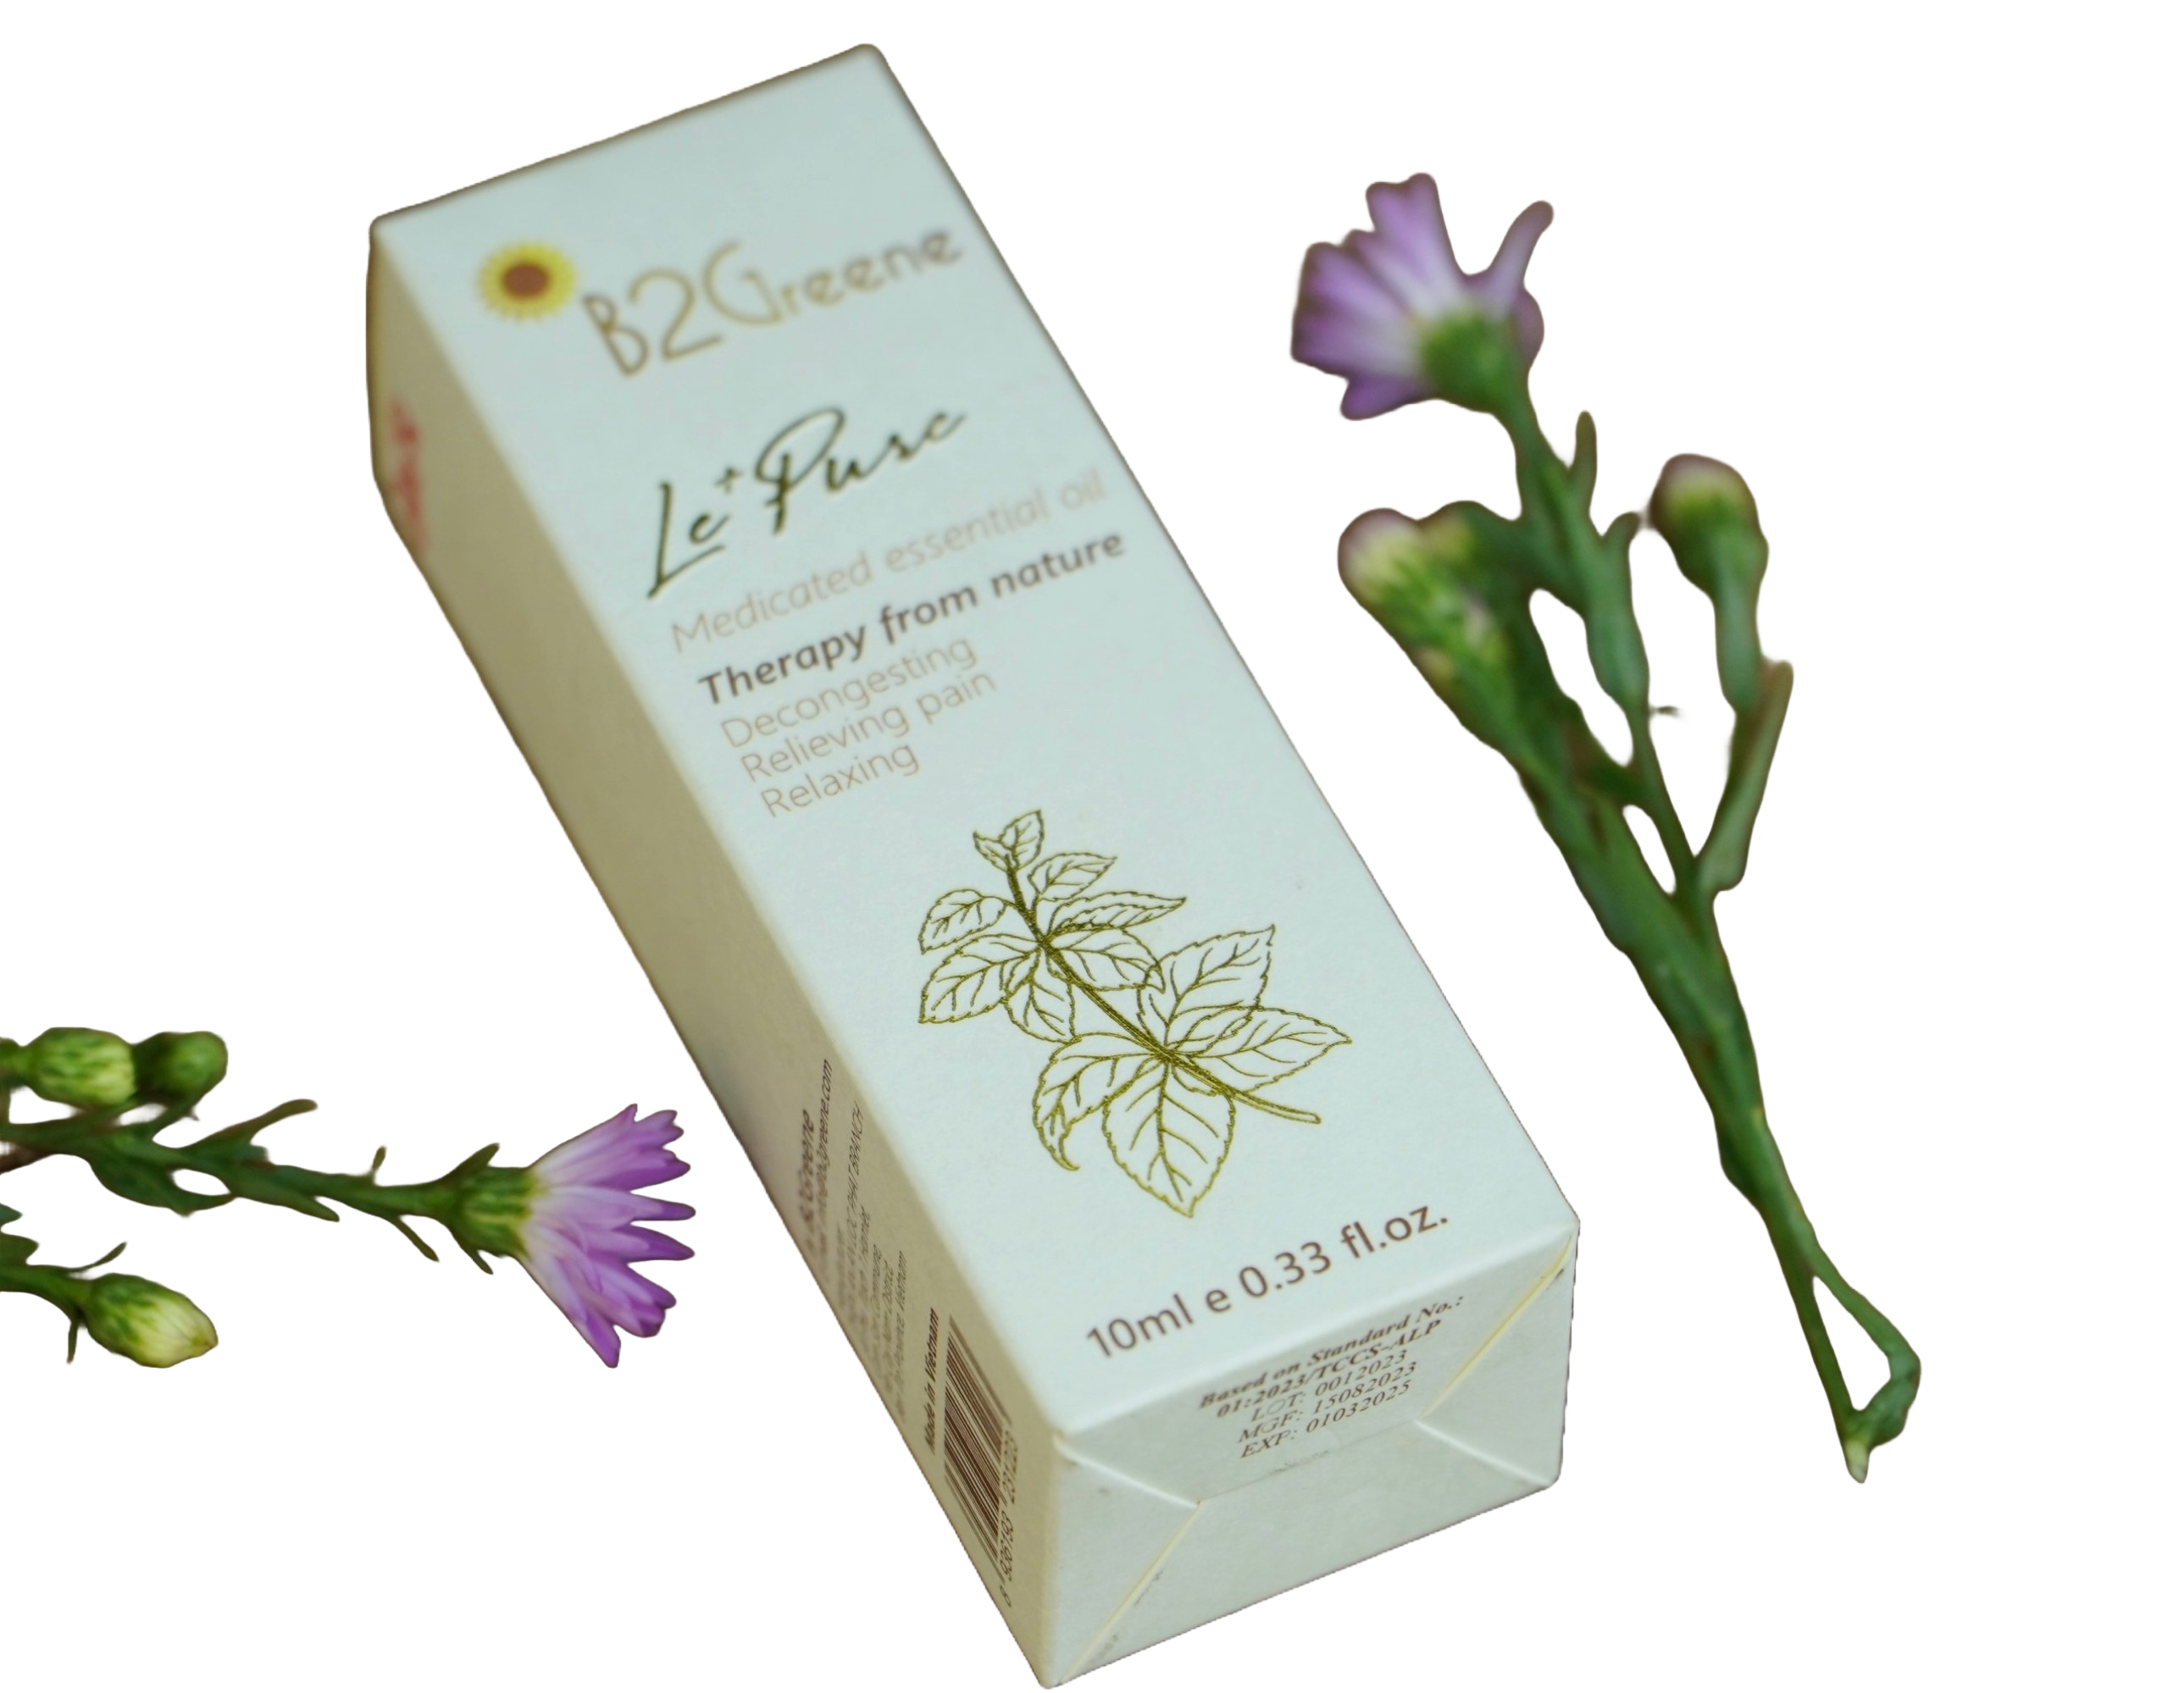 B2Greene
Le+Pusc
Medicated essential oil
Therapy from nature
Decongesting
Relieving pain
Relaxing
10ml e 0.33 fl.oz.
Based on Standard No.:
01:2023/TCCS-ALP
LOT: 0012023
MGF: 15082023
EXP: 01032025
Made in Vietnam